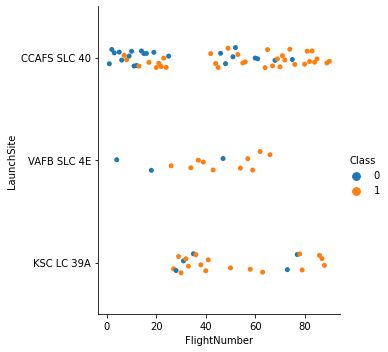 CCAFS SLC 40
VAFB SLC 4E
KSC LC 39A
LaunchSite
0 20 40 60 80
FlightNumber
Class
0
1